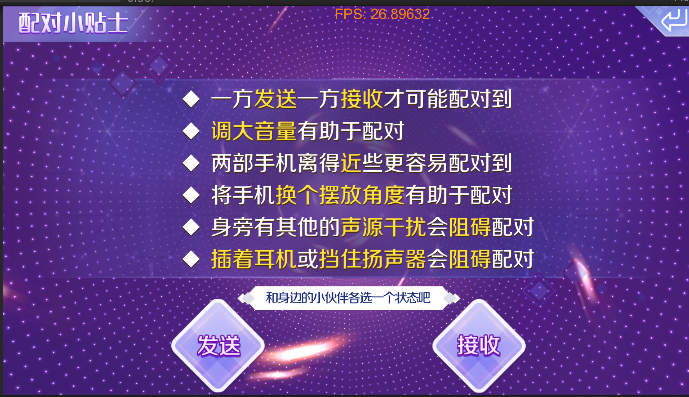 FPS: 26.89632
配对小贴士
一方发送一方接收才可能配对到
调大音量有助于配对
两部手机离得近些更容易配对到
将手机换个摆放角度有助于配对
身旁有其他的声源干扰会阻碍配对
插着耳机或挡住扬声器会阻碍配对
和身边的小伙伴各选一个状态吧
发送
接收